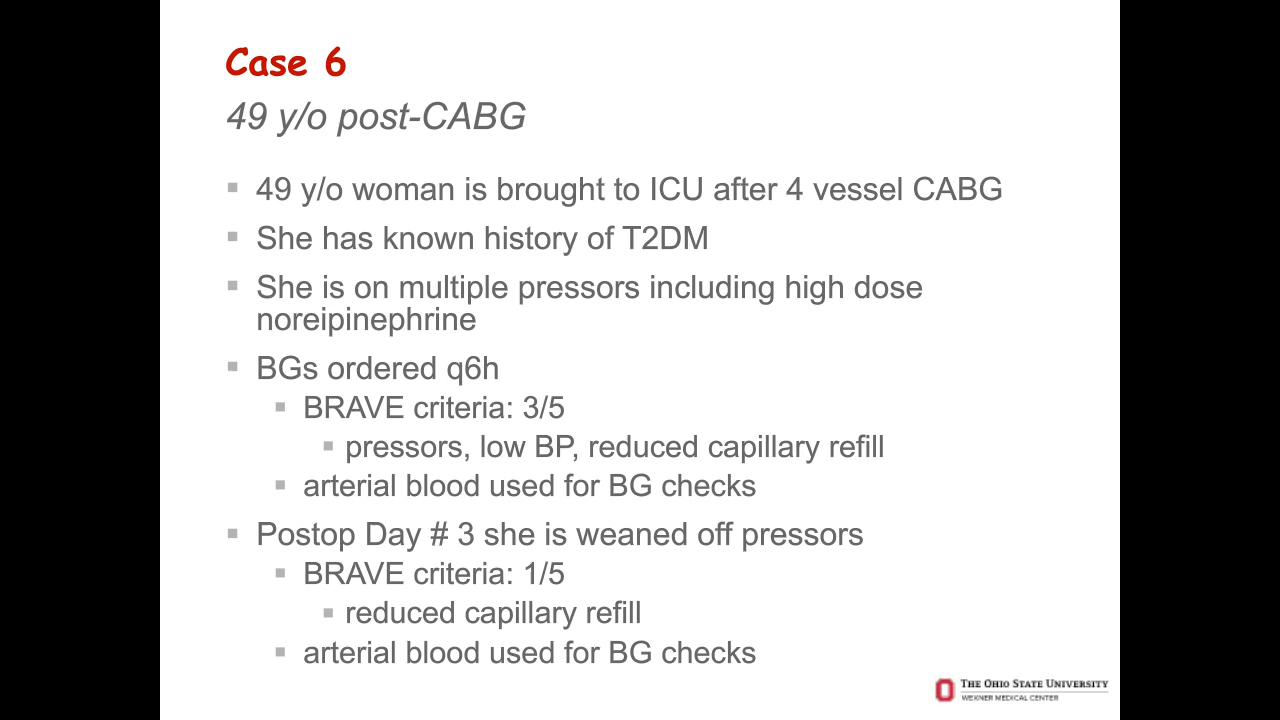 Case 6
49 y/o post-CABG
49 y/o woman is brought to ICU after 4 vessel CABG
She has known history of T2DM
She is on multiple pressors including high dose
noreipinephrine
BGs ordered q6h
BRAVE criteria: 3/5
pressors, low BP, reduced capillary refill
arterial blood used for BG checks
Postop Day # 3 she is weaned off pressors
BRAVE criteria: 1/5
reduced capillary refill
arterial blood used for BG checks
THE OHIO STATE UNIVERSITY
WEXNER MEDICAL CENTER